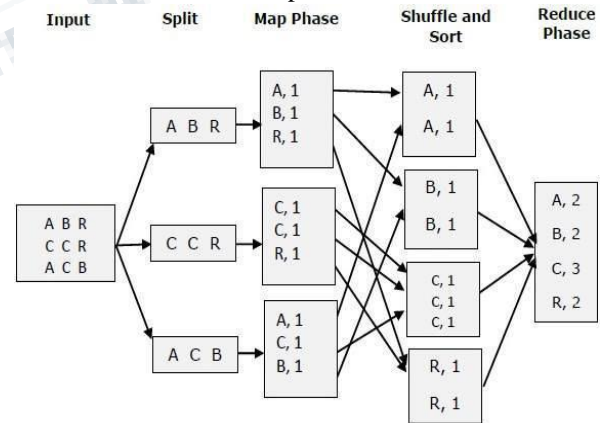 Input
Split
Map Phase
Shuffle and
Sort
Reduce
Phase
A B R
C C R
A C B
A B R
C C R
A C B
A, 1
B, 1
R, 1
C, 1
C, 1
R, 1
A, 1
C, 1
B, 1
A, 1
A, 1
B, 1
B, 1
C, 1
C, 1
C, 1
R, 1
R, 1
A, 2
B, 2
C, 3
R, 2